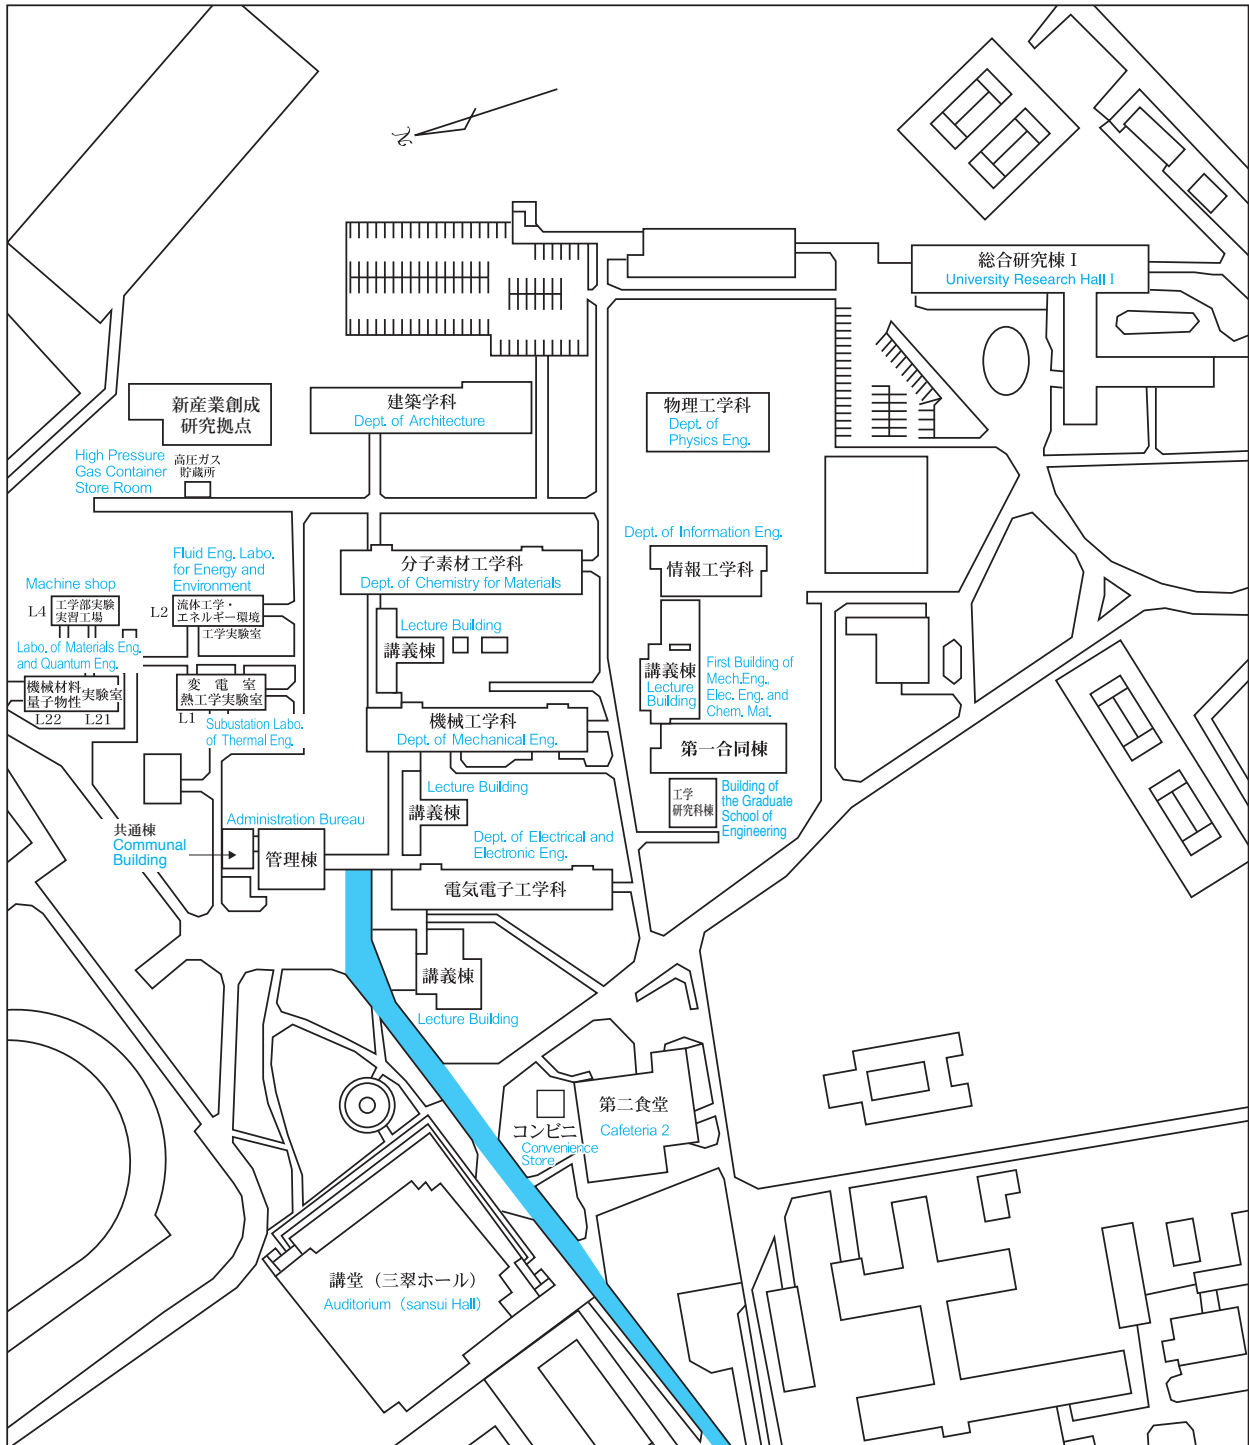 N
総合研究棟 I
University Research Hall I
新産業創成
研究拠点
建築学科
Dept. of Architecture
物理工学科
Dept. of
Physics Eng.
High Pressure
Gas Container
Store Room
高圧ガス
貯蔵所
Dept. of Information Eng.
情報工学科
Fluid Eng. Labo.
for Energy and
Environment
分子素材工学科
Dept. of Chemistry for Materials
Machine shop
L4
工学部実験
実習工場
L2
流体工学・
エネルギー環境
工学実験室
Lecture Building
講義棟
Labo. of Materials Eng.
and Quantum Eng.
機械材料
量子物性
実験室
L22
L21
変電室
熱工学実験室
L1
Subustation Labo.
of Thermal Eng.
講義棟
Lecture
Building
First Building of
Mech.Eng.,
Elec. Eng. and
Chem. Mat.
機械工学科
Dept. of Mechanical Eng.
第一合同棟
Lecture Building
講義棟
工学
研究科棟
Building of
the Graduate
School of
Engineering
共通棟
Communal
Building
Administration Bureau
管理棟
Dept. of Electrical and
Electronic Eng.
電気電子工学科
講義棟
Lecture Building
コンビニ
Convenience
Store
第二食堂
Cafeteria 2
講堂（三翠ホール）
Auditorium（sansui Hall）